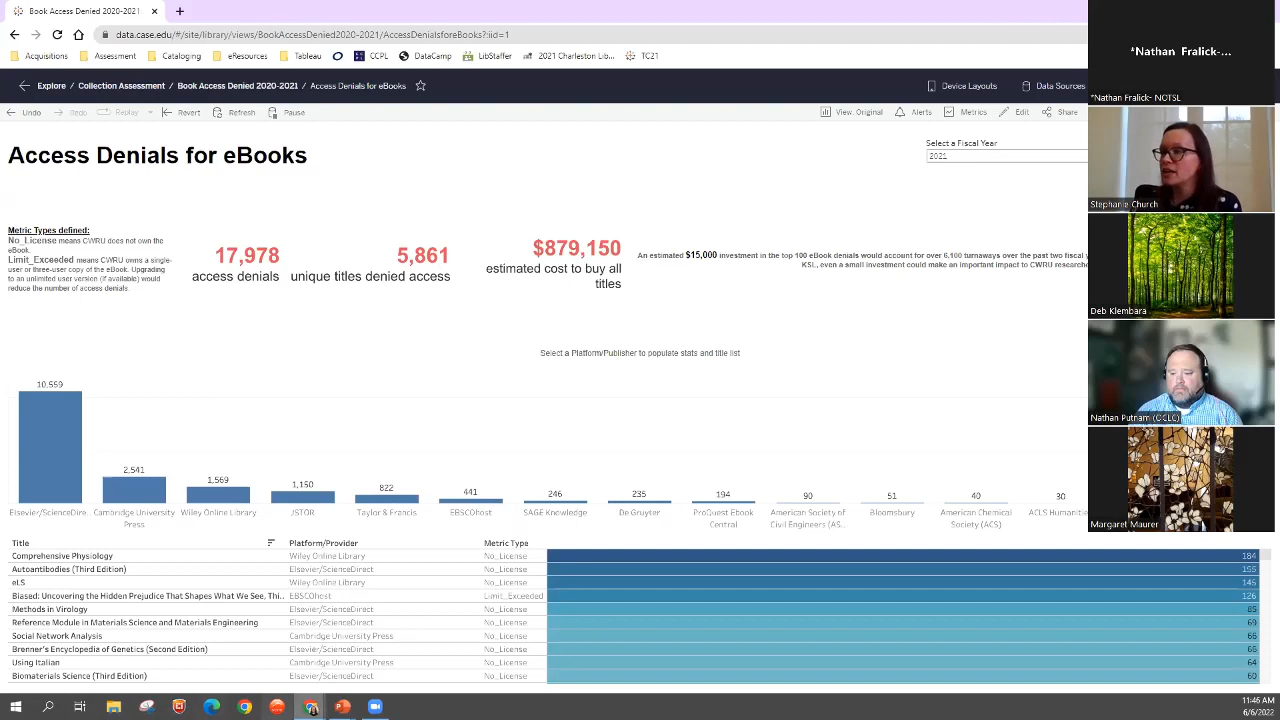 Book Access Denied 2020-2021
data.case.edu/#/site/library/views/BookAccessDenied2020-2021/AccessDenialsforeBooks?:iid=1
Acquisitions Assessment Cataloging eResources Tableau CCPL DataCamp LibStaffer 2021 Charleston Lib... TC21
Explore / Collection Assessment / Book Access Denied 2020-2021 / Access Denials for eBooks
Device Layouts Data Sources
Undo Redo Replay Revert Refresh Pause
View: Original Alerts Metrics Edit Share
Access Denials for eBooks
Select a Fiscal Year
2021
Metric Types defined:
No_License means CWRU does not own the
eBook.
Limit_Exceeded means CWRU owns a single-
user or three-user copy of the eBook. Upgrading
to an unlimited user version (if available) would
reduce the number of access denials.
17,978
access denials
5,861
unique titles denied access
$879,150
estimated cost to buy all
titles
An estimated $15,000 investment in the top 100 eBook denials would account for over 6,100 turnaways over the past two fiscal y
KSL, even a small investment could make an important impact to CWRU researche
Select a Platform/Publisher to populate stats and title list
10,559 2,541 1,569 1,150 822 441 246 235 194 90 51 40 30
Elsevier/ScienceDire.. Cambridge University Press Wiley Online Library JSTOR Taylor & Francis EBSCOhost SAGE Knowledge De Gruyter ProQuest Ebook Central American Society of Civil Engineers (AS... Bloomsbury American Chemical Society (ACS) ACLS Humanities
Title Platform/Provider Metric Type
Comprehensive Physiology Wiley Online Library No_License 184
Autoantibodies (Third Edition) Elsevier/ScienceDirect No_License 155
eLS Wiley Online Library No_License 145
Biased: Uncovering the Hidden Prejudice That Shapes What We See, Thi.. EBSCOhost Limit_Exceeded 126
Methods in Virology Elsevier/ScienceDirect No_License 85
Reference Module in Materials Science and Materials Engineering Elsevier/ScienceDirect No_License 69
Social Network Analysis Cambridge University Press No_License 66
Brenner's Encyclopedia of Genetics (Second Edition) Elsevier/ScienceDirect No_License 66
Using Italian Cambridge University Press No_License 64
Biomaterials Science (Third Edition) Elsevier/ScienceDirect No_License 60
*Nathan Fralick-...
*Nathan Fralick- NOTSL
Stephanie Church
Deb Klembara
Nathan Putnam (OCLC)
Margaret Maurer
11:46 AM
6/6/2022